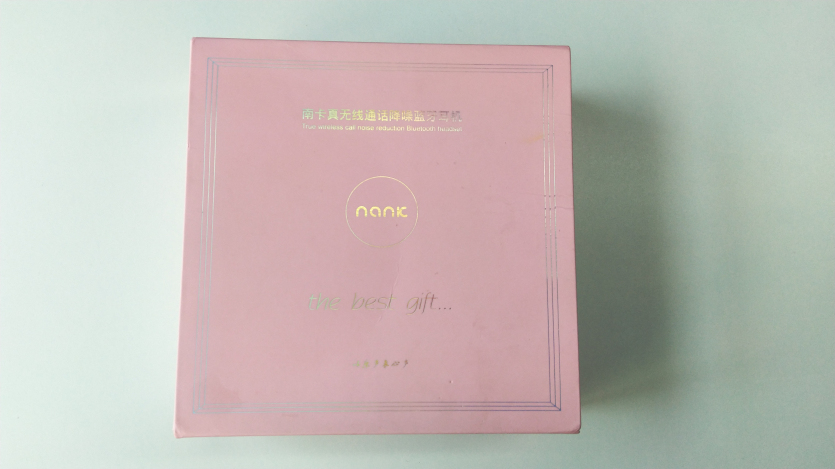 南卡真无线通话降噪蓝牙耳机
True wireless call noise reduction Bluetooth headset
nank
the best gift...